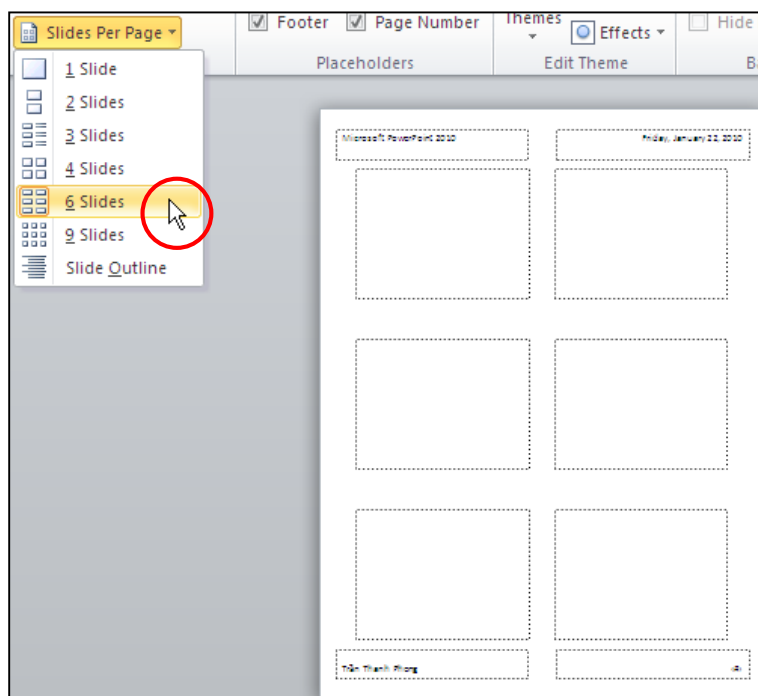 Slides Per Page
Footer
Page Number
Themes
Effects
Hide
Placeholders
Edit Theme
1 Slide
2 Slides
3 Slides
4 Slides
6 Slides
9 Slides
Slide Outline
Microsoft PowerPoint 2010
Friday, January 22, 2010
Trần Thanh Phong
‹#›